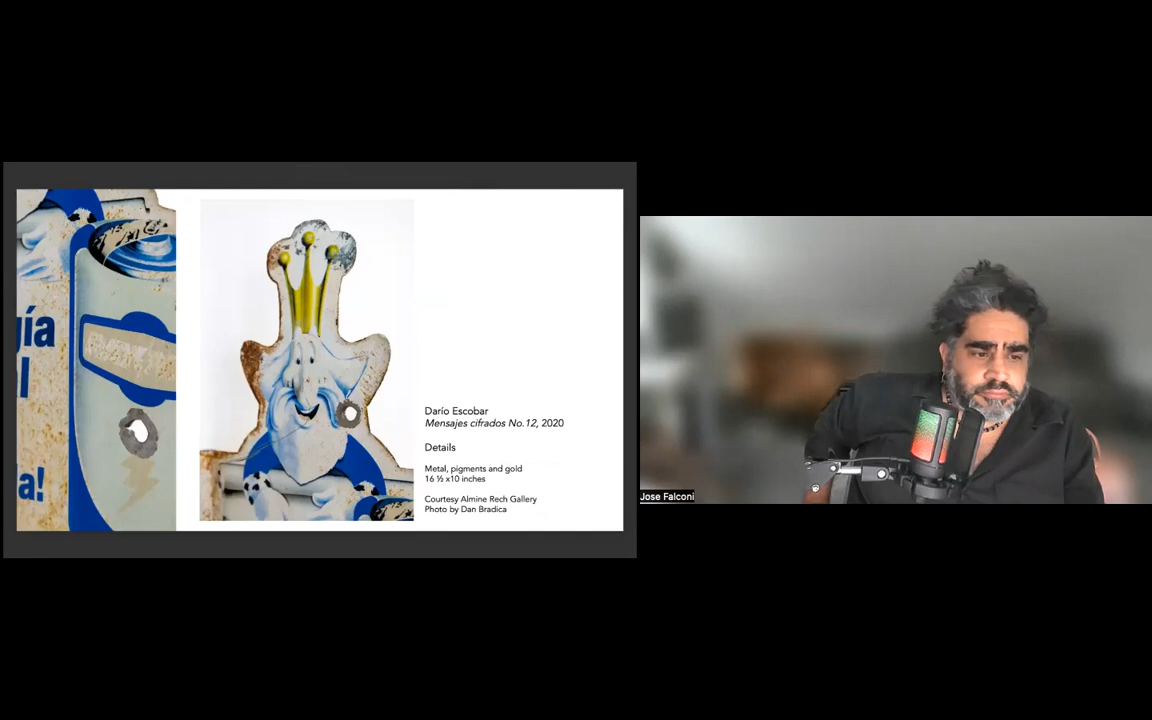 ía
l
a!
Darío Escobar
Mensajes cifrados No.12, 2020
Details
Metal, pigments and gold
16 ½ x10 inches
Courtesy Almine Rech Gallery
Photo by Dan Bradica
Jose Falconi